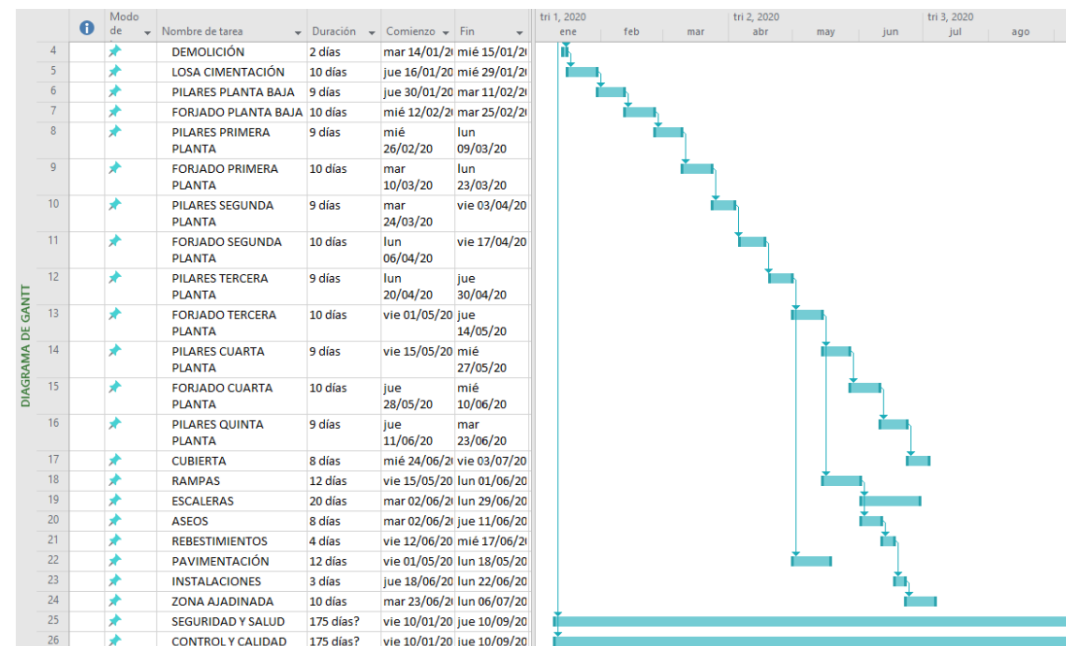 tri 1, 2020 tri 2, 2020 tri 3, 2020
Modo de Nombre de tarea Duración Comienzo Fin ene feb mar abr may jun jul ago
DIAGRAMA DE GANTT
4 DEMOLICIÓN 2 días mar 14/01/20 mié 15/01/20
5 LOSA CIMENTACIÓN 10 días jue 16/01/20 mié 29/01/20
6 PILARES PLANTA BAJA 9 días jue 30/01/20 mar 11/02/20
7 FORJADO PLANTA BAJA 10 días mié 12/02/20 mar 25/02/20
8 PILARES PRIMERA 9 días mié lun
PLANTA 26/02/20 09/03/20
9 FORJADO PRIMERA 10 días mar lun
PLANTA 10/03/20 23/03/20
10 PILARES SEGUNDA 9 días mar vie 03/04/20
PLANTA 24/03/20
11 FORJADO SEGUNDA 10 días lun vie 17/04/20
PLANTA 06/04/20
12 PILARES TERCERA 9 días lun jue
PLANTA 20/04/20 30/04/20
13 FORJADO TERCERA 10 días vie 01/05/20 jue
PLANTA 14/05/20
14 PILARES CUARTA 9 días vie 15/05/20 mié
PLANTA 27/05/20
15 FORJADO CUARTA 10 días jue mié
PLANTA 28/05/20 10/06/20
16 PILARES QUINTA 9 días jue mar
PLANTA 11/06/20 23/06/20
17 CUBIERTA 8 días mié 24/06/20 vie 03/07/20
18 RAMPAS 12 días vie 15/05/20 lun 01/06/20
19 ESCALERAS 20 días mar 02/06/20 lun 29/06/20
20 ASEOS 8 días mar 02/06/20 jue 11/06/20
21 REBESTIMIENTOS 4 días vie 12/06/20 mié 17/06/20
22 PAVIMENTACIÓN 12 días vie 01/05/20 lun 18/05/20
23 INSTALACIONES 3 días jue 18/06/20 lun 22/06/20
24 ZONA AJADINADA 10 días mar 23/06/20 lun 06/07/20
25 SEGURIDAD Y SALUD 175 días? vie 10/01/20 jue 10/09/20
26 CONTROL Y CALIDAD 175 días? vie 10/01/20 jue 10/09/20